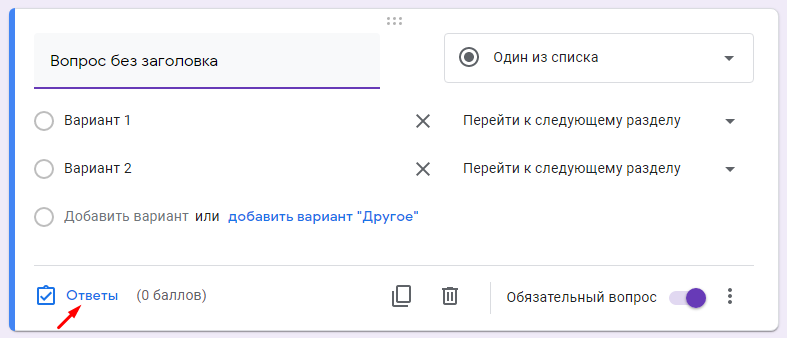 Вопрос без заголовка
Один из списка
Вариант 1 Перейти к следующему разделу
Вариант 2 Перейти к следующему разделу
Добавить вариант или добавить вариант "Другое"
Ответы (0 баллов) Обязательный вопрос